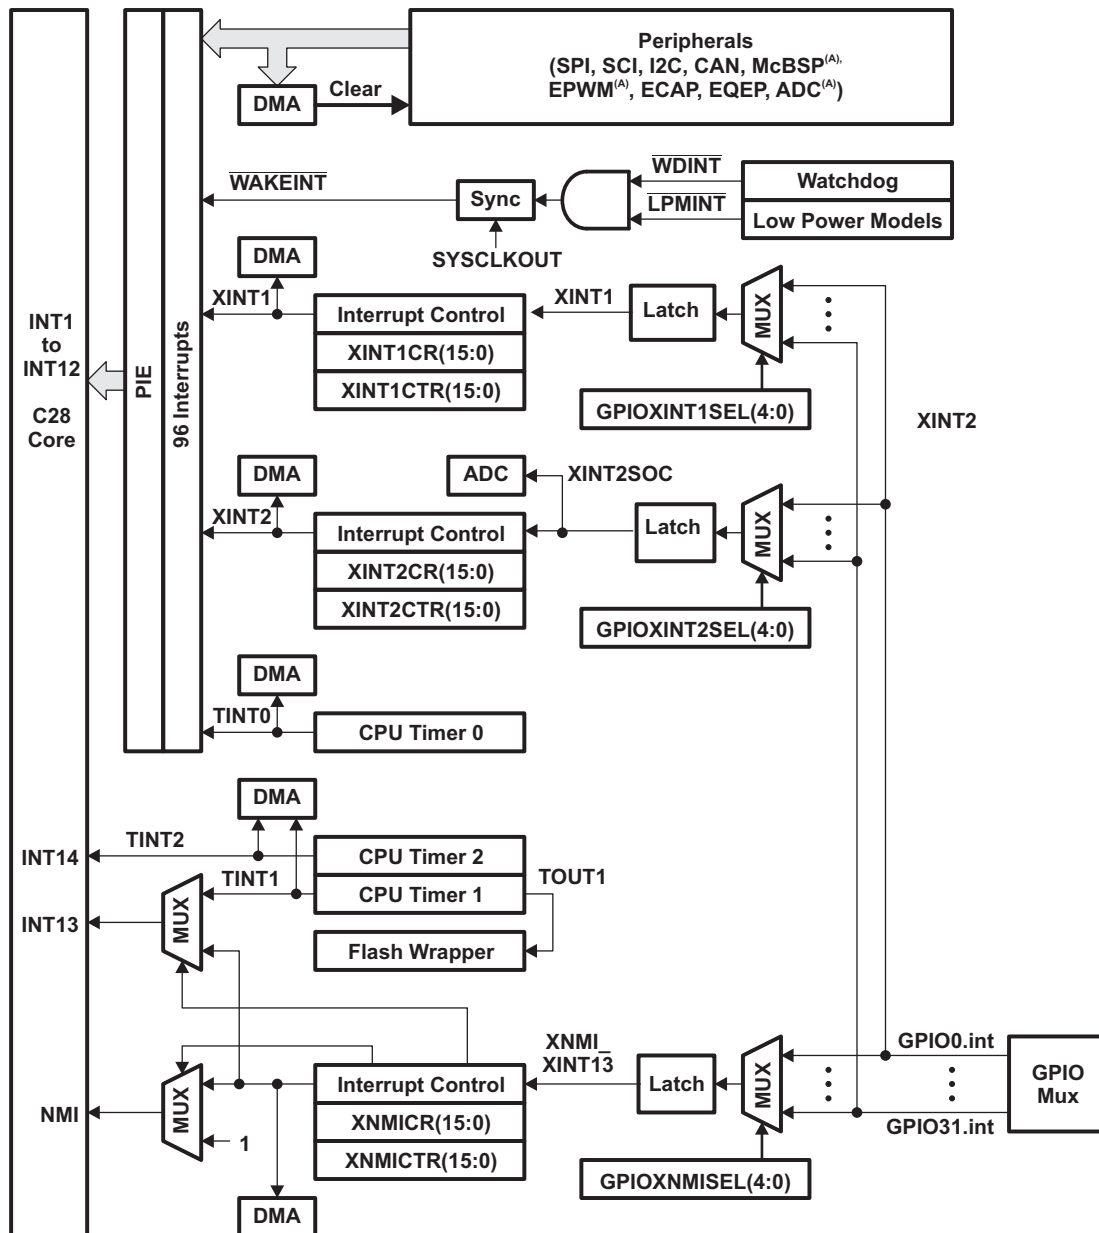 Peripherals
(SPI, SCI, I2C, CAN, McBSP(A),
EPWM(A), ECAP, EQEP, ADC(A))
DMA
Clear
WAKEINT
Sync
SYSCLKOUT
WDINT
LPMINT
Watchdog
Low Power Models
DMA
XINT1
Interrupt Control
XINT1CR(15:0)
XINT1CTR(15:0)
XINT1
Latch
MUX
GPIOXINT1SEL(4:0)
INT1
to
INT12
C28
Core
PIE
96 Interrupts
XINT2
DMA
XINT2
Interrupt Control
XINT2CR(15:0)
XINT2CTR(15:0)
ADC
XINT2SOC
Latch
MUX
GPIOXINT2SEL(4:0)
DMA
TINT0
CPU Timer 0
DMA
INT14
TINT2
CPU Timer 2
TINT1
CPU Timer 1
TOUT1
INT13
MUX
Flash Wrapper
NMI
MUX
1
Interrupt Control
XNMICR(15:0)
XNMICTR(15:0)
DMA
XNMI_
XINT13
Latch
MUX
GPIOXNMISEL(4:0)
GPIO0.int
GPIO31.int
GPIO
Mux